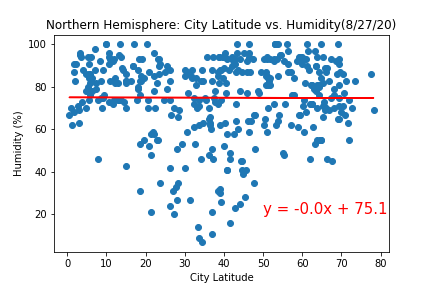 Northern Hemisphere: City Latitude vs. Humidity(8/27/20)
100
80
60
40
20
Humidity (%)
y = -0.0x + 75.1
0 10 20 30 40 50 60 70 80
City Latitude